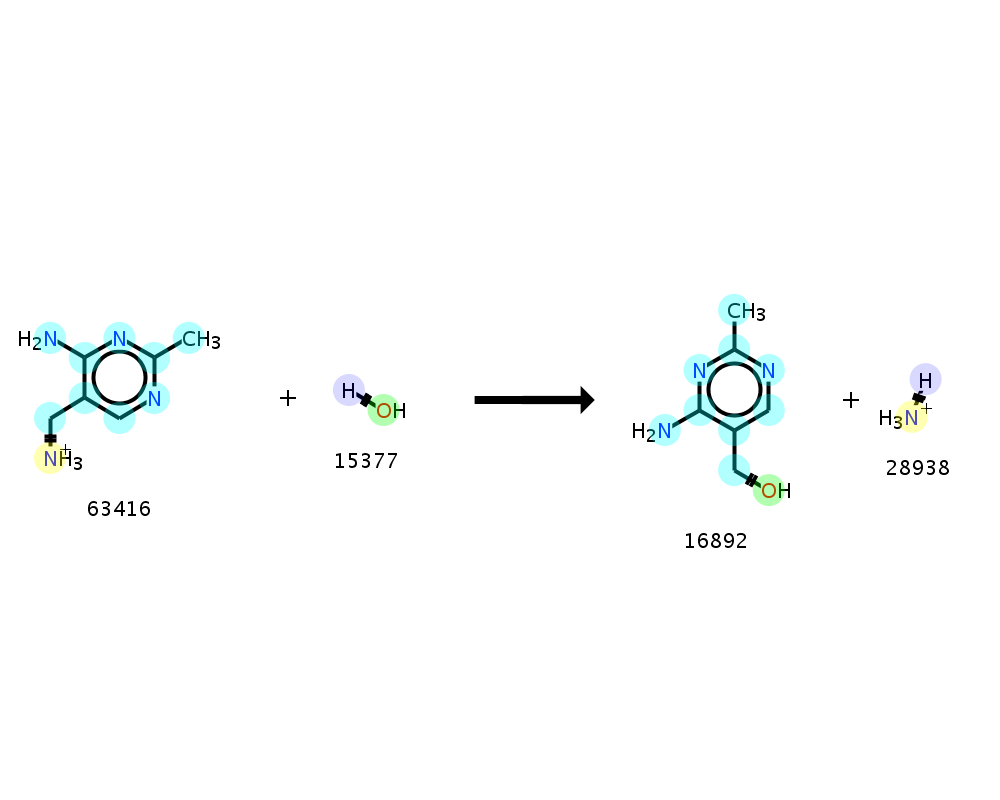 H2N N CH3 N NH3+
63416
+
H OH
15377
CH3 N N H2N OH
16892
+
H H3N+
28938